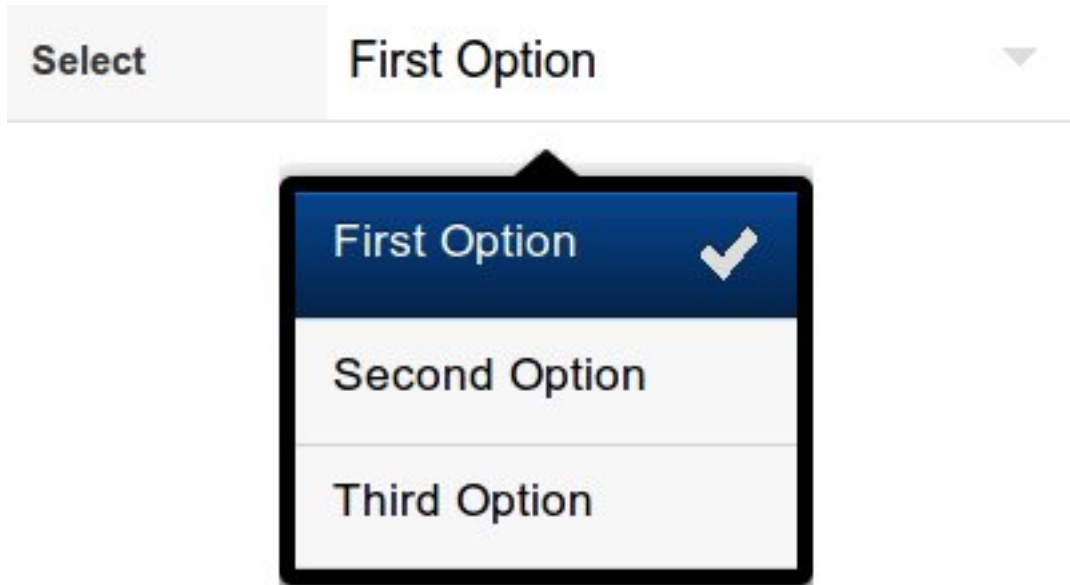 Select
First Option
First Option
Second Option
Third Option